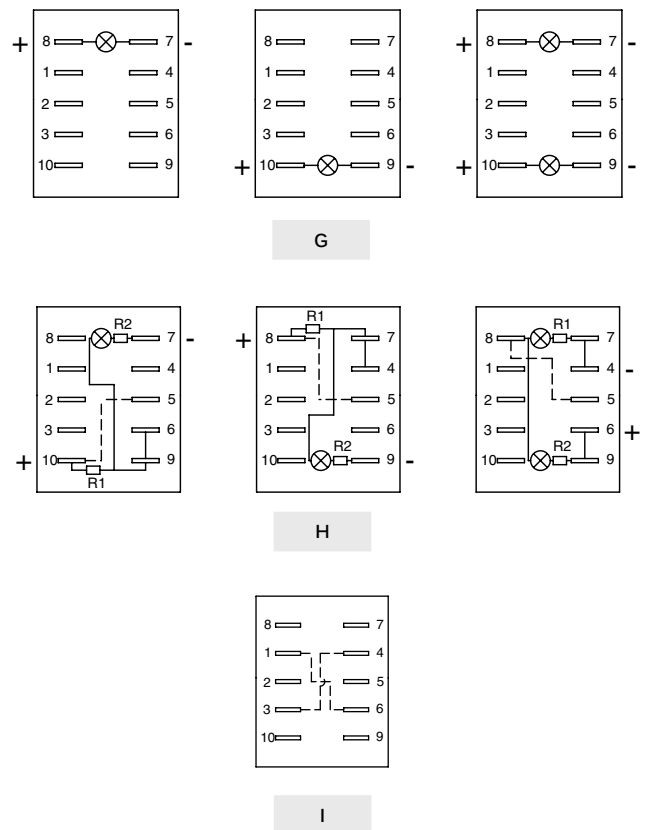 + 8 7 - 8 7 + 8 7 -
1 4 1 4 1 4
2 5 2 5 2 5
3 6 3 6 3 6
10 9 + 10 9 - + 10 9 -
G
R2 R1 R1
8 7 - + 8 7 8 7
1 4 1 4 1 4 -
2 5 2 5 2 5
3 6 3 6 3 6 +
R2 R2
+ 10 9 10 9 - 10 9
R1
H
8 7
1 4
2 5
3 6
10 9
I